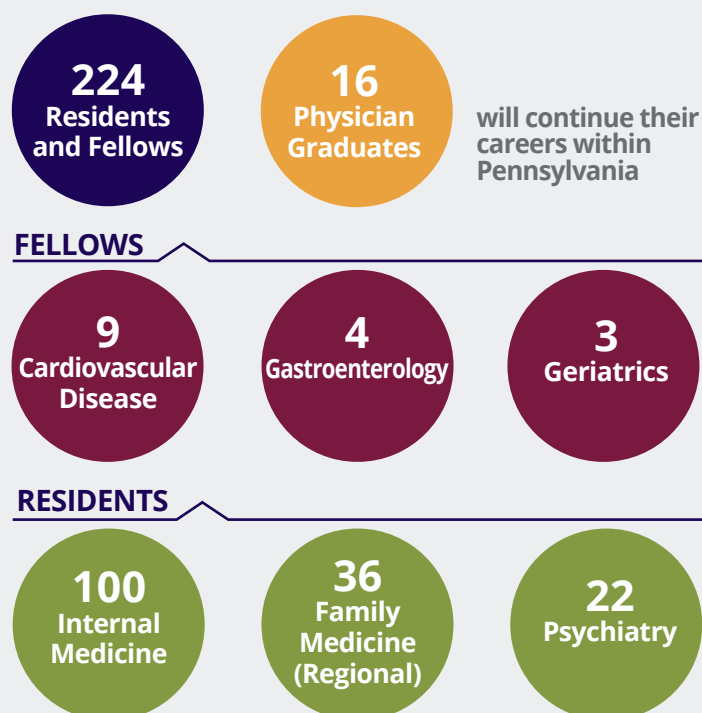 224
Residents
and Fellows
16
Physician
Graduates
will continue their
careers within
Pennsylvania
FELLOWS
9
Cardiovascular
Disease
4
Gastroenterology
3
Geriatrics
RESIDENTS
100
Internal
Medicine
36
Family
Medicine
(Regional)
22
Psychiatry